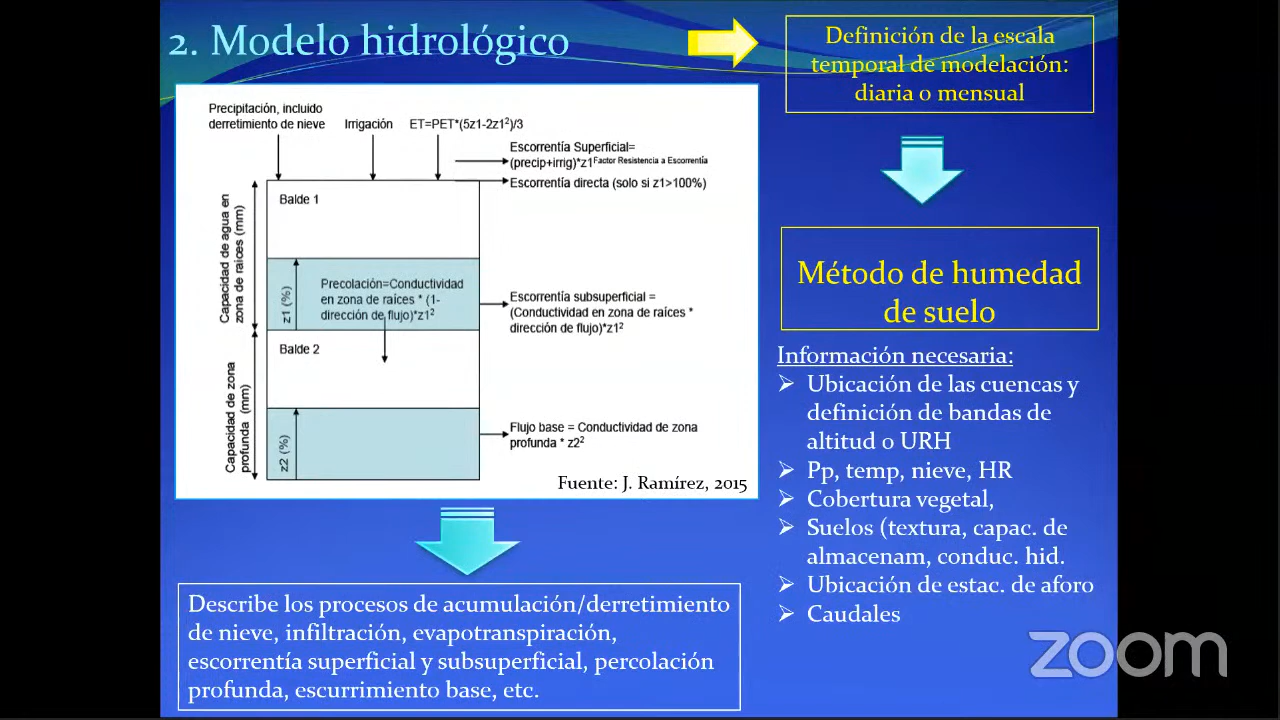 2. Modelo hidrológico
Definición de la escala
temporal de modelación:
diaria o mensual
Precipitación, incluido
derretimiento de nieve
Irrigación
ET=PET*(5z1-2z1²)/3
Escorrentía Superficial=
(precip+irrig)*z1^Factor Resistencia a Escorrentía
Escorrentía directa (solo si z1>100%)
Capacidad de agua en
zona de raices (mm)
Balde 1
z1 (%)
Precolación=Conductividad
en zona de raíces * (1-
dirección de flujo)*z1²
Escorrentía subsuperficial =
(Conductividad en zona de raíces *
dirección de flujo)*z1²
Capacidad de zona
profunda (mm)
Balde 2
z2 (%)
Flujo base = Conductividad de zona
profunda * z2²
Fuente: J. Ramírez, 2015
Método de humedad
de suelo
Información necesaria:
➢ Ubicación de las cuencas y
definición de bandas de
altitud o URH
➢ Pp, temp, nieve, HR
➢ Cobertura vegetal,
➢ Suelos (textura, capac. de
almacenam, conduc. hid.
➢ Ubicación de estac. de aforo
➢ Caudales
Describe los procesos de acumulación/derretimiento
de nieve, infiltración, evapotranspiración,
escorrentía superficial y subsuperficial, percolación
profunda, escurrimiento base, etc.
zoom